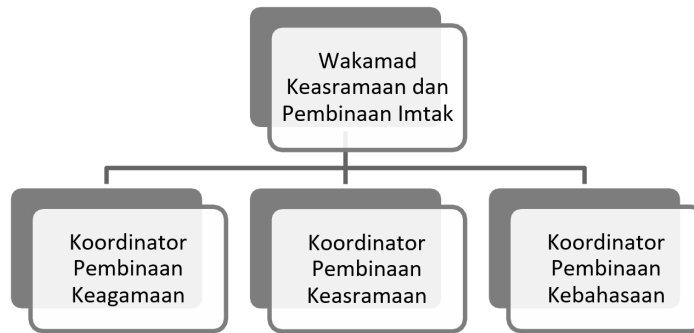 Wakamad
Keasramaan dan
Pembinaan Imtak
Koordinator
Pembinaan
Keagamaan
Koordinator
Pembinaan
Keasramaan
Koordinator
Pembinaan
Kebahasaan